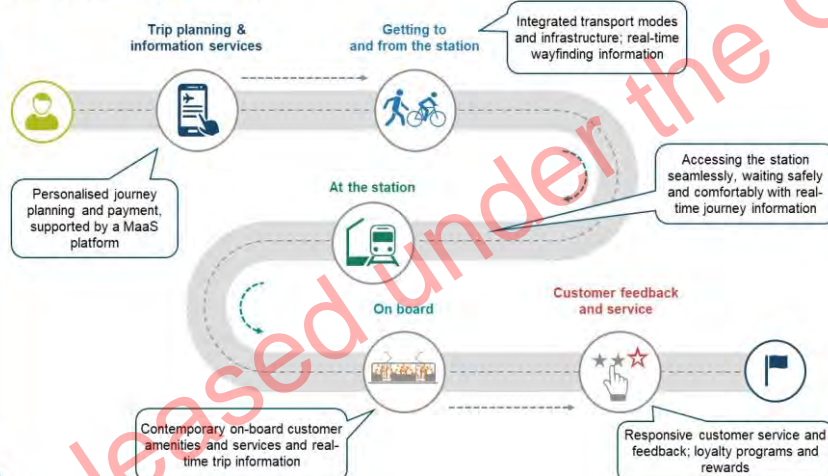 Trip planning &
information services
Getting to
and from the station
Integrated transport modes
and infrastructure; real-time
wayfinding information
Personalised journey
planning and payment,
supported by a MaaS
platform
At the station
Accessing the station
seamlessly, waiting safely
and comfortably with real-
time journey information
On board
Customer feedback
and service
Contemporary on-board customer
amenities and services and real-
time trip information
Responsive customer service and
feedback; loyalty programs and
rewards
leased under the